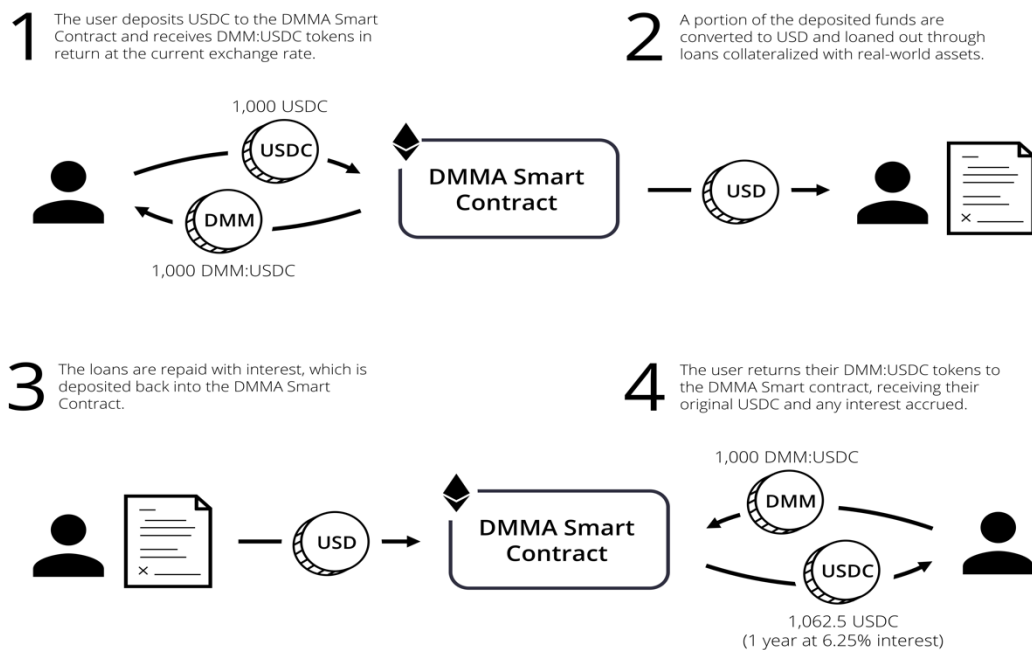 1
The user deposits USDC to the DMMA Smart
Contract and receives DMM:USDC tokens in
return at the current exchange rate.
1,000 USDC
USDC
DMM
1,000 DMM:USDC
DMMA Smart
Contract
2
A portion of the deposited funds are
converted to USD and loaned out through
loans collateralized with real-world assets.
USD
×
3
The loans are repaid with interest, which is
deposited back into the DMMA Smart
Contract.
×
USD
DMMA Smart
Contract
4
The user returns their DMM:USDC tokens to
the DMMA Smart contract, receiving their
original USDC and any interest accrued.
1,000 DMM:USDC
DMM
USDC
1,062.5 USDC
(1 year at 6.25% interest)